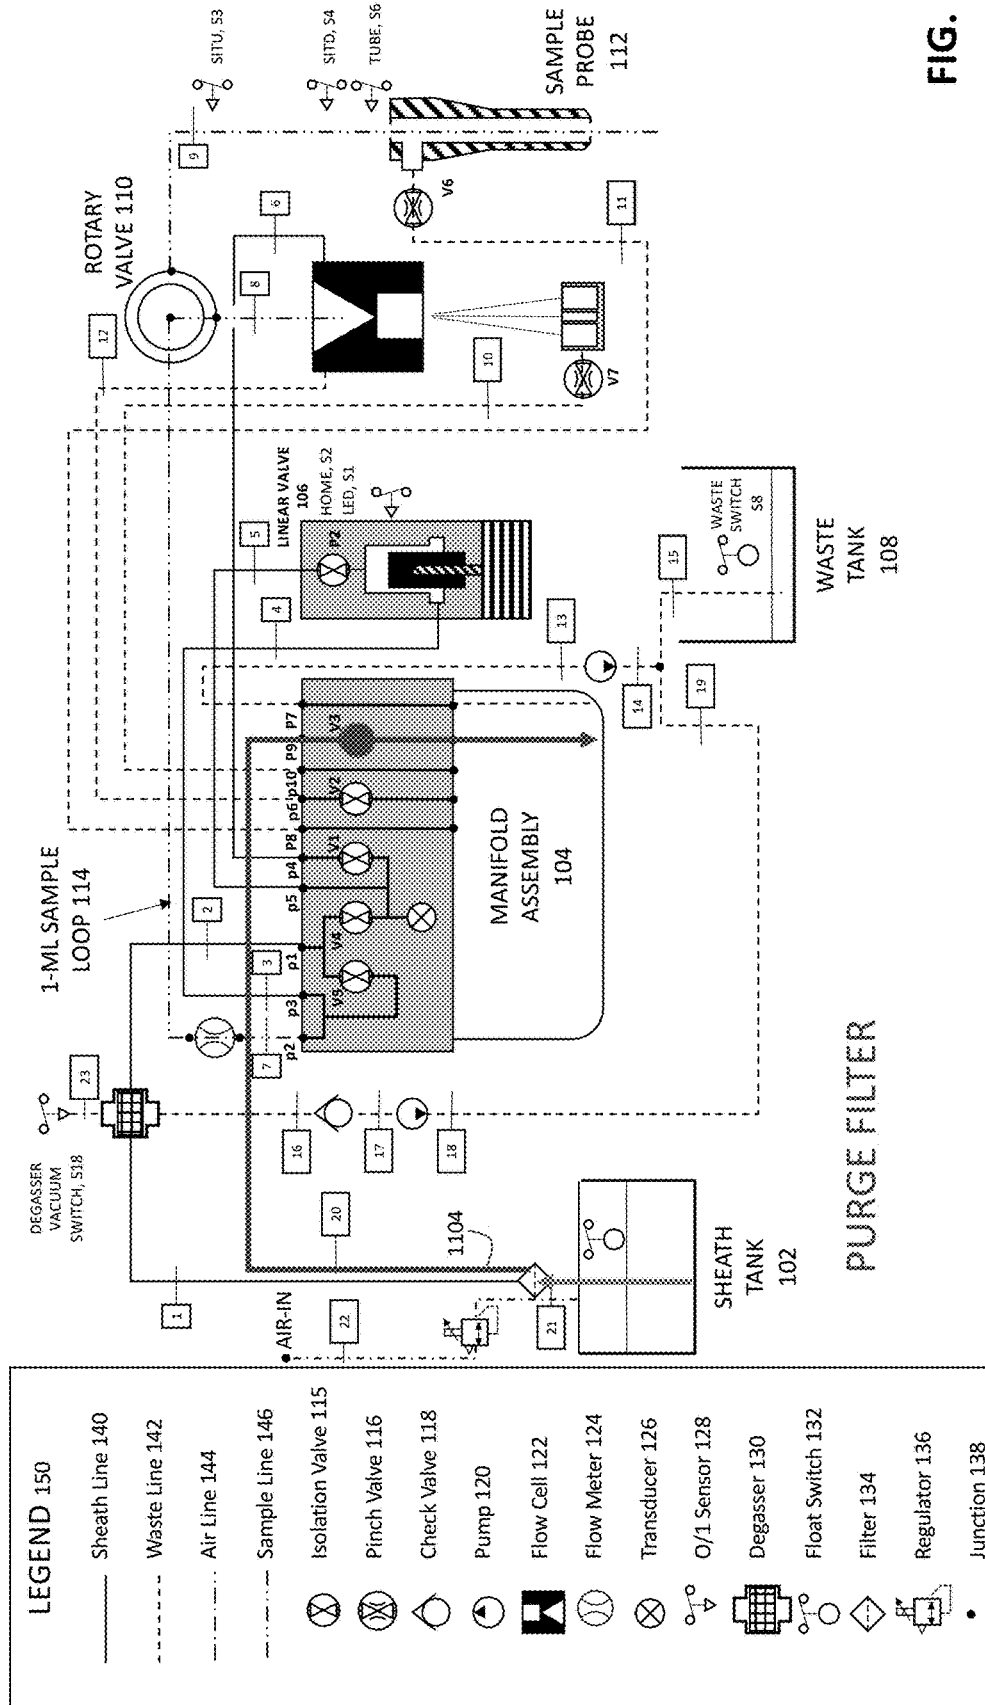 LEGEND 150
Sheath Line 140
Waste Line 142
Air Line 144
Sample Line 146
Isolation Valve 115
Pinch Valve 116
Check Valve 118
Pump 120
Flow Cell 122
Flow Meter 124
Transducer 126
O/1 Sensor 128
Degasser 130
Float Switch 132
Filter 134
Regulator 136
Junction 138
DEGASSER
VACUUM
SWITCH, S18
23
1
AIR-IN
22
20
1104
21
SHEATH
TANK
102
16
17
18
PURGE FILTER
1-ML SAMPLE
LOOP 114
2
3
7
p2
p3
p1
p5
p4
P8
p6
p10
P9
P7
V5
V4
V1
V2
V3
MANIFOLD
ASSEMBLY
104
4
5
LINEAR VALVE
106
HOME, S2
LED, S1
P2
13
14
15
19
WASTE
SWITCH
S8
WASTE
TANK
108
12
ROTARY
VALVE 110
8
6
9
10
11
V7
V6
SITU, S3
SITD, S4
TUBE, S6
SAMPLE
PROBE
112
FIG.